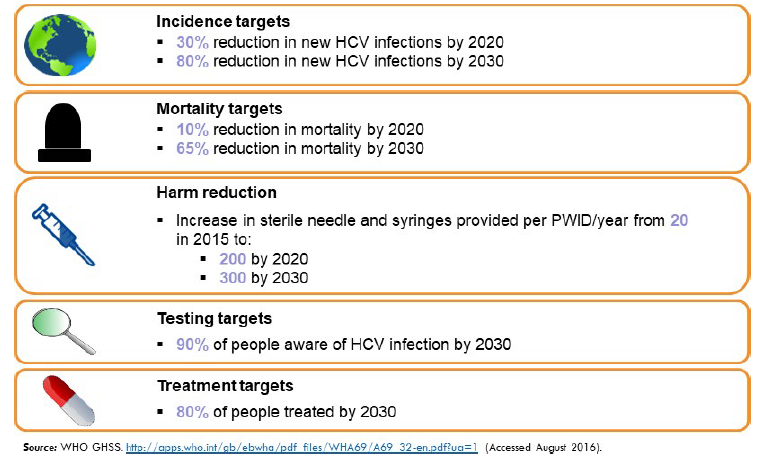 Incidence targets
▪ 30% reduction in new HCV infections by 2020
▪ 80% reduction in new HCV infections by 2030
Mortality targets
▪ 10% reduction in mortality by 2020
▪ 65% reduction in mortality by 2030
Harm reduction
▪ Increase in sterile needle and syringes provided per PWID/year from 20
in 2015 to:
▪ 200 by 2020
▪ 300 by 2030
Testing targets
▪ 90% of people aware of HCV infection by 2030
Treatment targets
▪ 80% of people treated by 2030
Source: WHO GHSS. http://apps.who.int/gb/ebwha/pdf_files/WHA69/A69_32-en.pdf?ua=1 (Accessed August 2016).